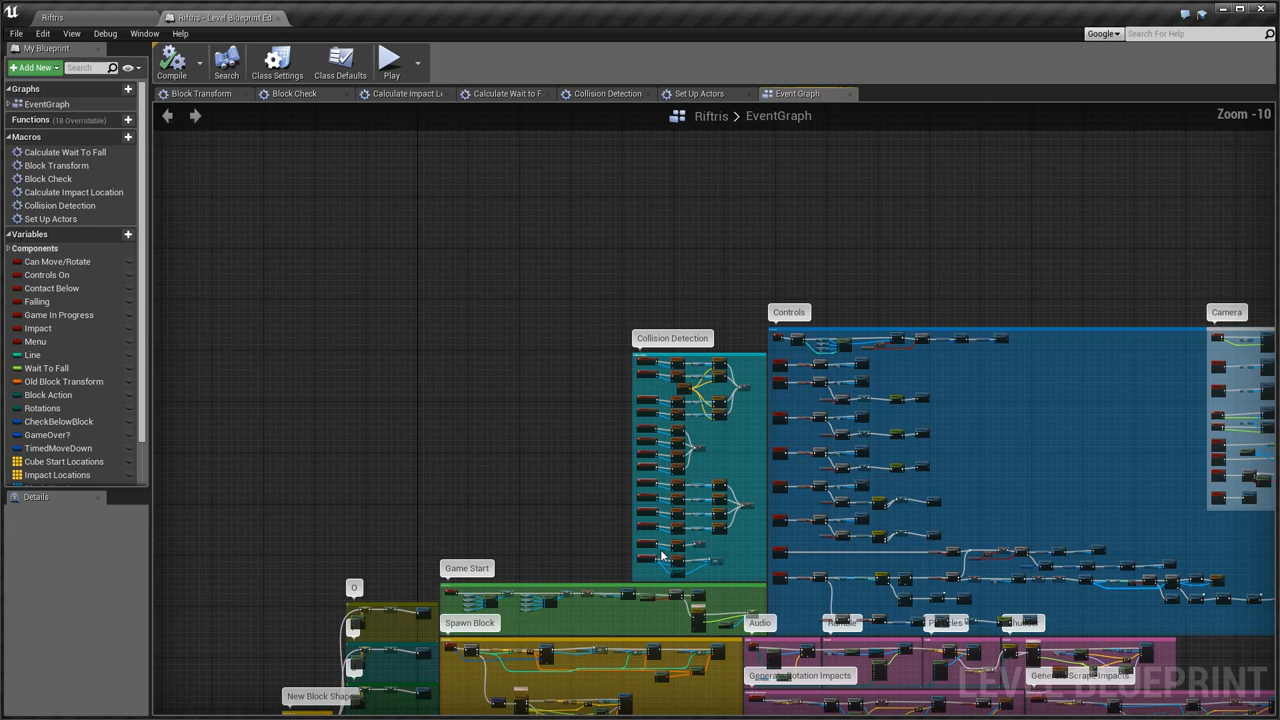 Riftris
Riftris - Level Blueprint Ed
File Edit View Debug Window Help
Google
Search For Help
My Blueprint
Add New
Search
Compile
Search
Class Settings
Class Defaults
Play
Block Transform
Block Check
Calculate Impact L
Calculate Wait to F
Collision Detection
Set Up Actors
Event Graph
Riftris > EventGraph
Zoom -10
Graphs
EventGraph
Functions (18 Overridable)
Macros
Calculate Wait To Fall
Block Transform
Block Check
Calculate Impact Location
Collision Detection
Set Up Actors
Variables
Components
Can Move/Rotate
Controls On
Contact Below
Falling
Game In Progress
Impact
Menu
Line
Wait To Fall
Old Block Transform
Block Action
Rotations
CheckBelowBlock
GameOver?
TimedMoveDown
Cube Start Locations
Impact Locations
Details
Controls
Camera
Collision Detection
Game Start
O
Spawn Block
Audio
Rumble
Particles
Generate Rotation Impacts
Generate Scrape Impacts
New Block Shape
LEVEL BLUEPRINT